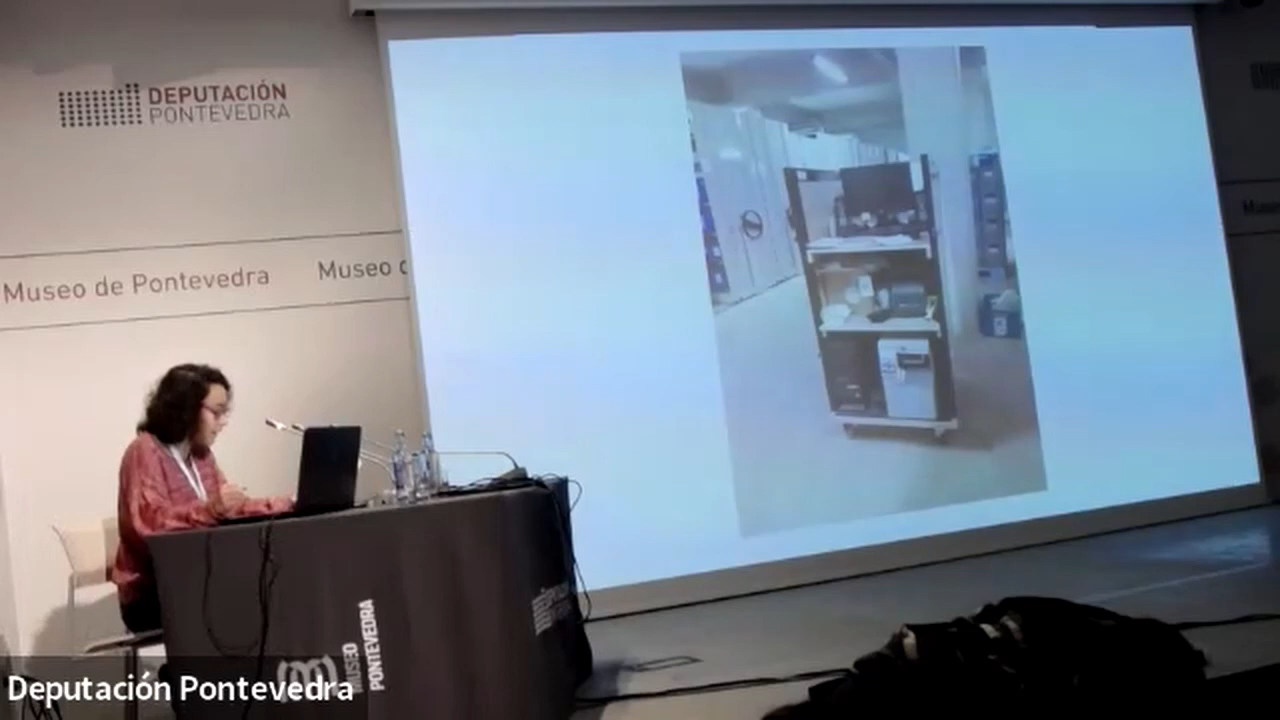 DEPUTACIÓN
PONTEVEDRA
Museo de Pontevedra
Museo
MUSEO
PONTEVEDRA
Deputación Pontevedra